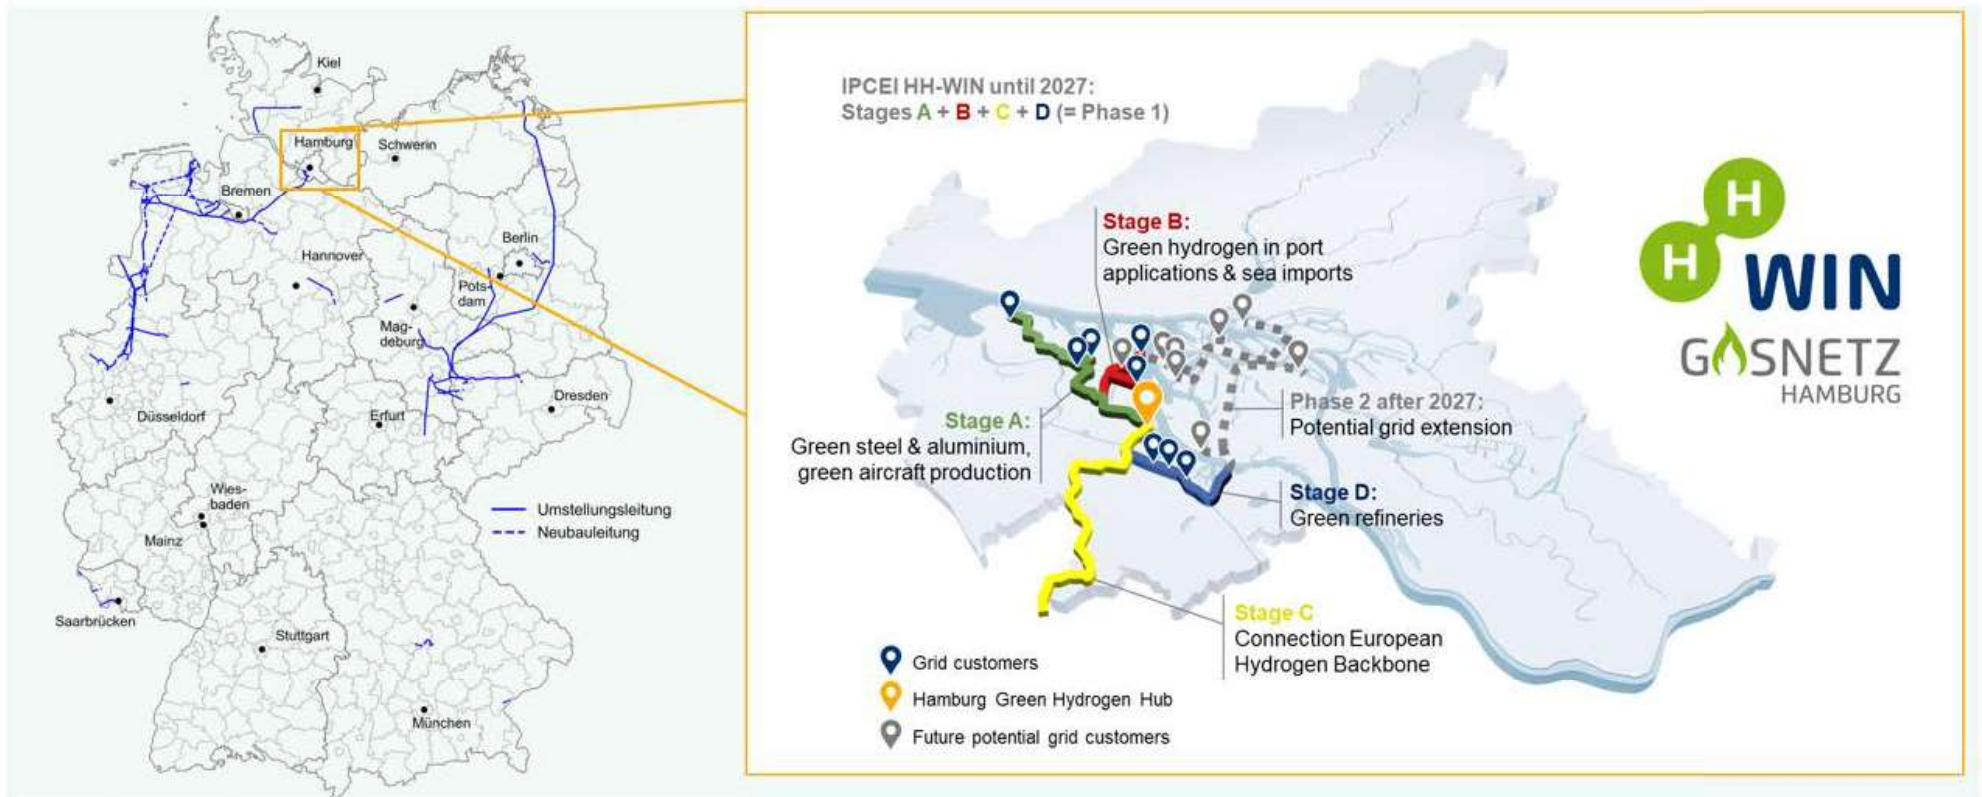 Kiel
Hamburg
Schwerin
Bremen
Berlin
Hannover
Pots-
dam
Mag-
deburg
Düsseldorf
Erfurt
Dresden
Wies-
baden
Mainz
Saarbrücken
Stuttgart
München
Umstellungsleitung
Neubauleitung
IPCEI HH-WIN until 2027:
Stages A + B + C + D (= Phase 1)
Stage B:
Green hydrogen in port
applications & sea imports
Stage A:
Green steel & aluminium,
green aircraft production
Phase 2 after 2027:
Potential grid extension
Stage D:
Green refineries
Stage C
Connection European
Hydrogen Backbone
Grid customers
Hamburg Green Hydrogen Hub
Future potential grid customers
H
H
WIN
GASNETZ
HAMBURG